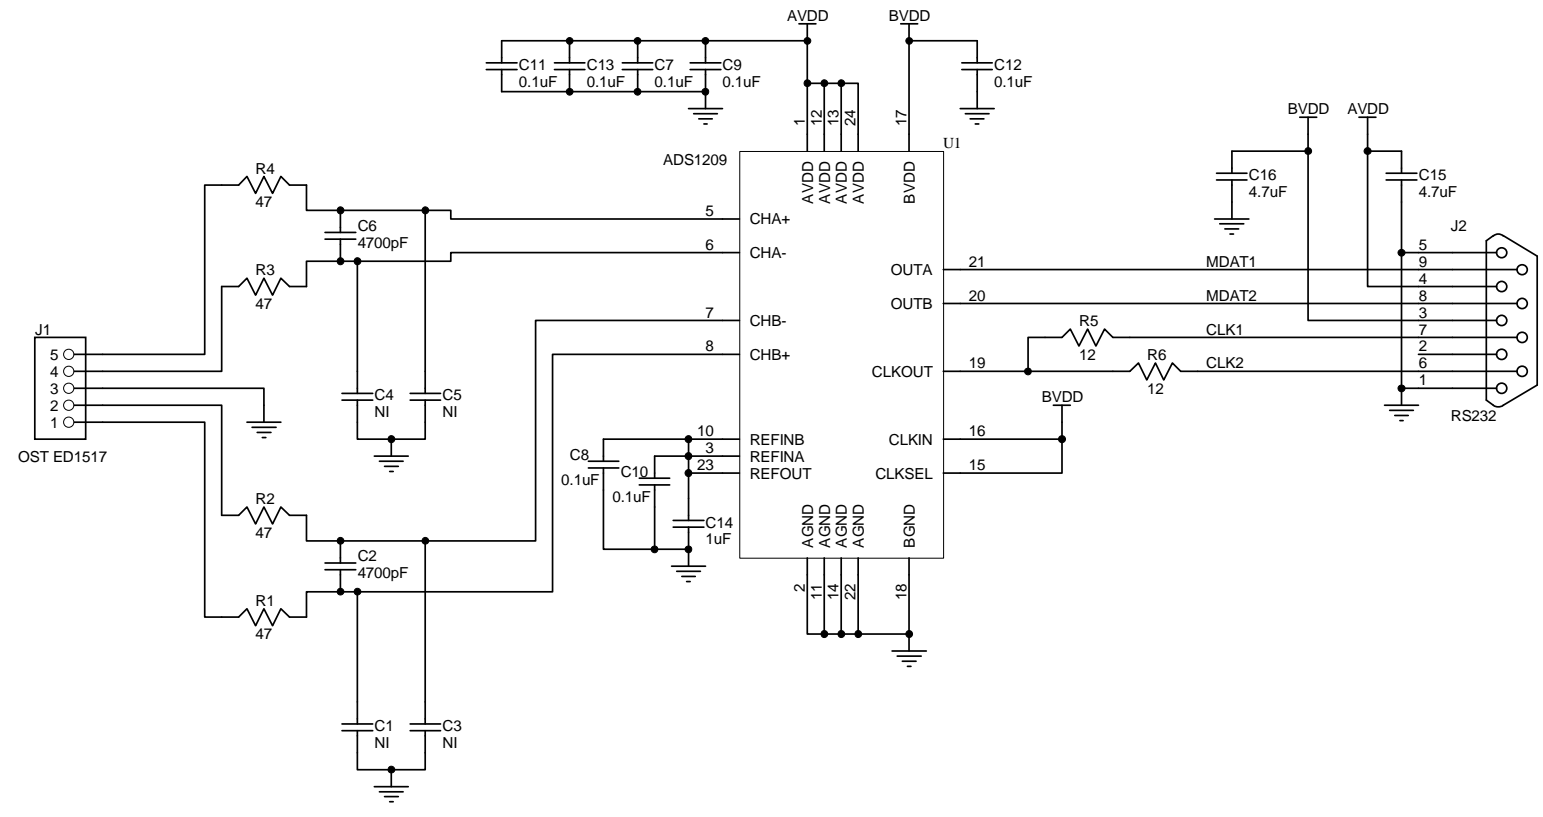 AVDD
BVDD
C11
0.1uF
C13
0.1uF
C7
0.1uF
C9
0.1uF
C12
0.1uF
1
12
13
24
17
BVDD
AVDD
U1
ADS1209
AVDD
AVDD
AVDD
AVDD
BVDD
C16
4.7uF
C15
4.7uF
R4
47
C6
4700pF
5
CHA+
6
CHA-
R3
47
J2
5
9
4
8
3
7
2
6
1
RS232
OUTA
21
MDAT1
OUTB
20
MDAT2
7
CHB-
8
CHB+
R5
12
CLK1
R6
12
CLK2
CLKOUT
19
J1
5
4
3
2
1
OST ED1517
C4
NI
C5
NI
BVDD
10
REFINB
3
REFINA
23
REFOUT
CLKIN
16
CLKSEL
15
C8
0.1uF
C10
0.1uF
C14
1uF
AGND
AGND
AGND
AGND
BGND
2
11
14
22
18
R2
47
C2
4700pF
R1
47
C1
NI
C3
NI